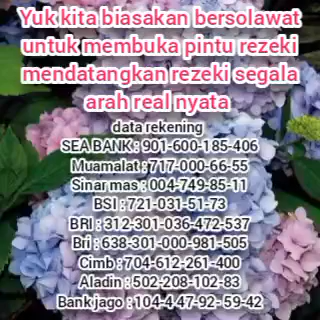 Yuk kita biasakan bersolawat
untuk membuka pintu rezeki
mendatangkan rezeki segala
arah real nyata
data rekening
SEA BANK : 901-600-185-406
Muamalat : 717-000-66-55
Sinar mas : 004-749-85-11
BSI : 721-031-51-73
BRI : 312-301-036-472-537
Bri : 638-301-000-981-505
Cimb : 704-612-261-400
Aladin : 502-208-102-83
Bank jago : 104-4 47-92- 59-42